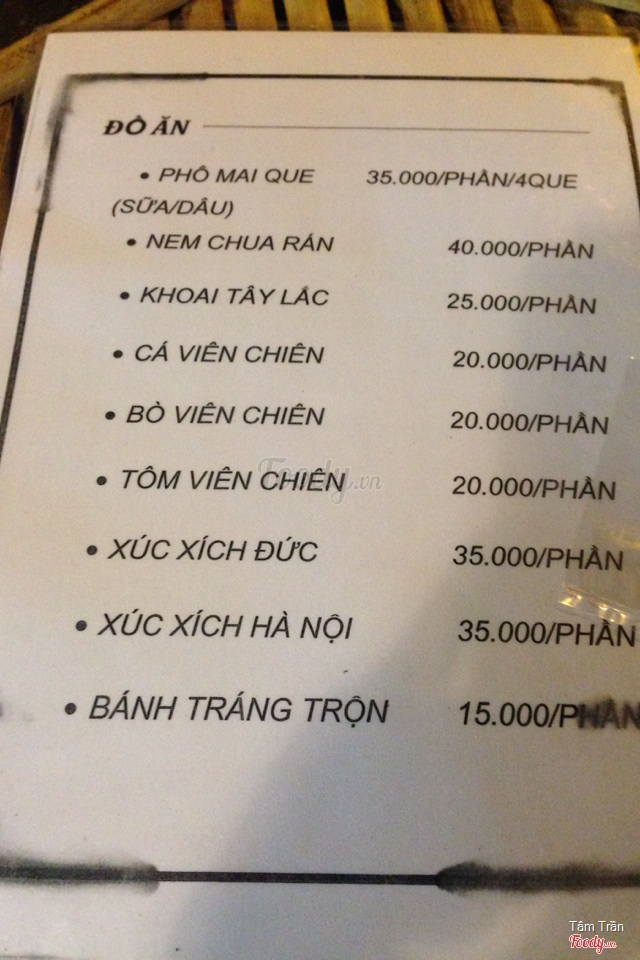 ĐỒ ĂN
• PHÔ MAI QUE 35.000/PHẦN/4QUE
(SỮA/DÂU)
• NEM CHUA RÁN 40.000/PHẦN
• KHOAI TÂY LẮC 25.000/PHẦN
• CÁ VIÊN CHIÊN 20.000/PHẦN
• BÒ VIÊN CHIÊN 20.000/PHẦN
• TÔM VIÊN CHIÊN 20.000/PHẦN
Foody.vn
• XÚC XÍCH ĐỨC 35.000/PHẦN
• XÚC XÍCH HÀ NỘI 35.000/PHẦN
• BÁNH TRÁNG TRỘN 15.000/PHẦN
Tâm Trần
Foody.vn